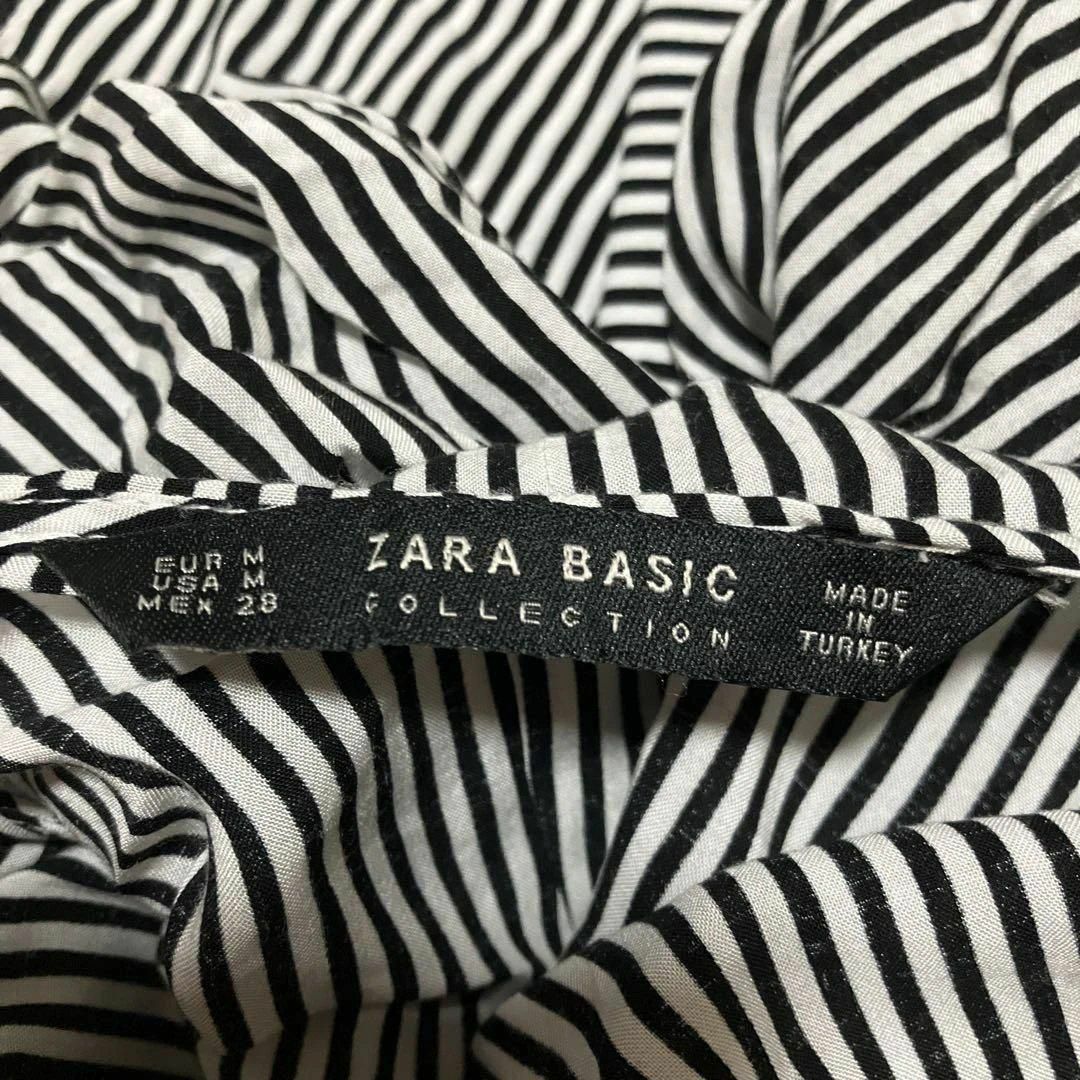 EUR M
USA M
MEX 28
ZARA BASIC
COLLECTION
MADE
IN
TURKEY